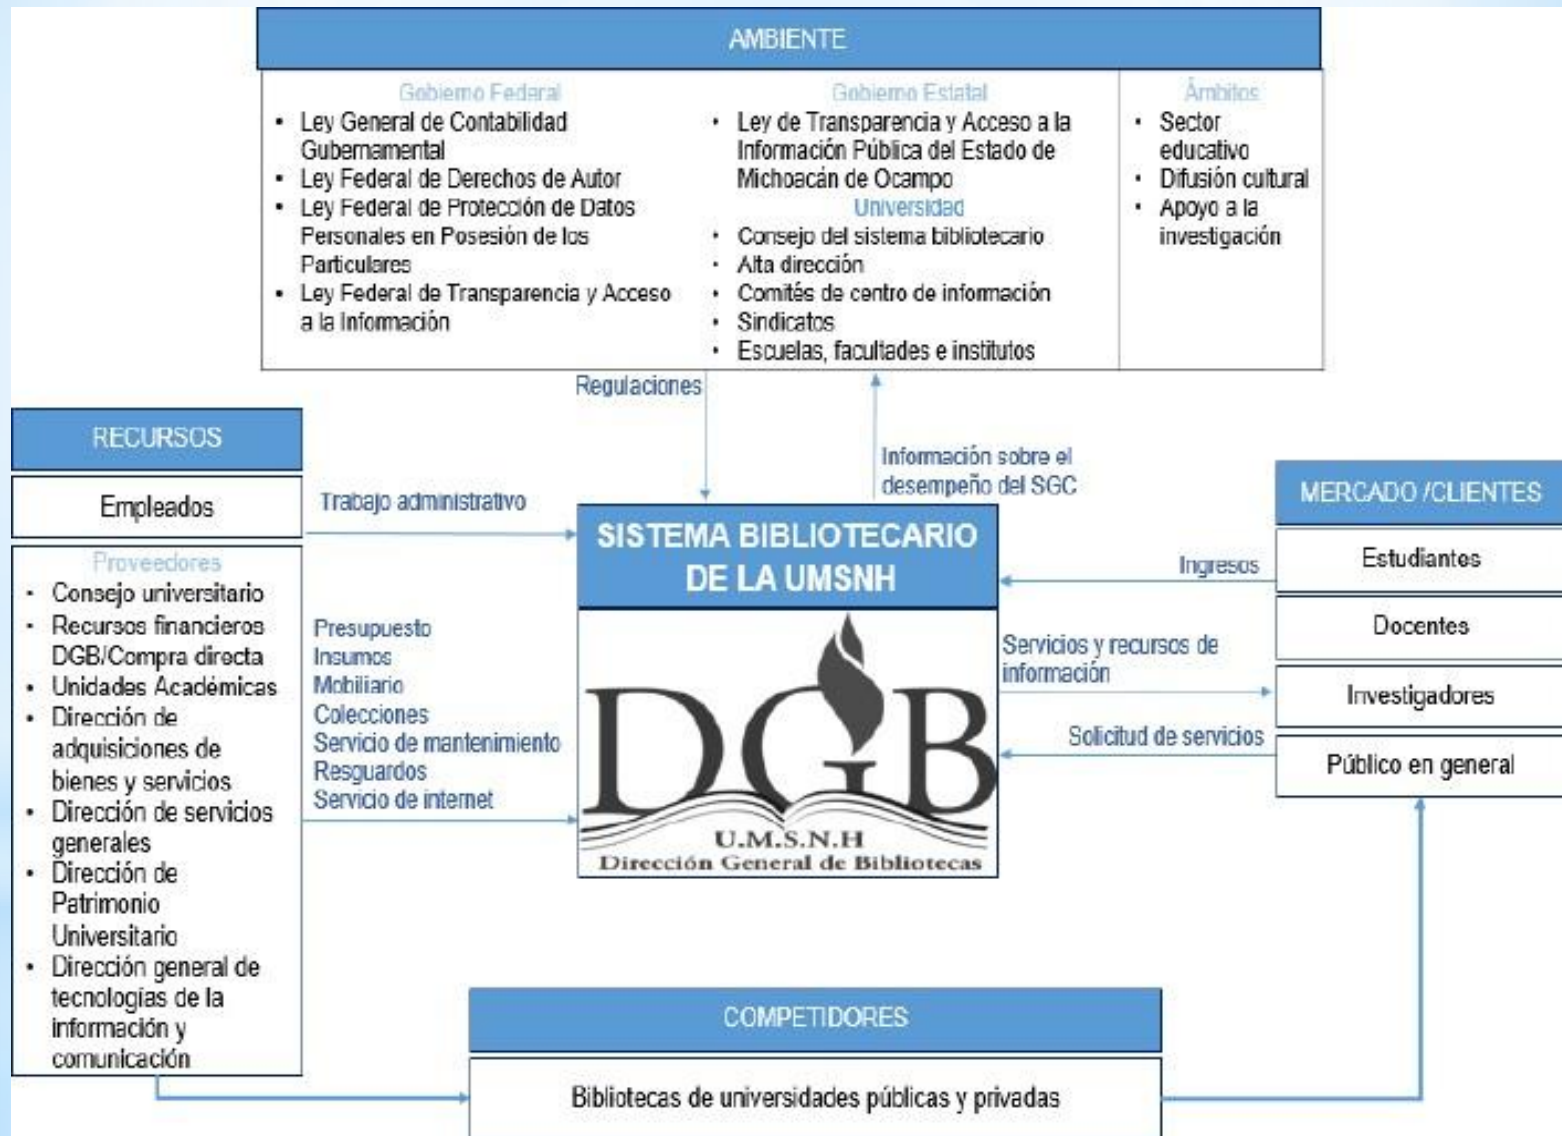 AMBIENTE
Gobierno Federal
• Ley General de Contabilidad
Gubernamental
• Ley Federal de Derechos de Autor
• Ley Federal de Protección de Datos
Personales en Posesión de los
Particulares
• Ley Federal de Transparencia y Acceso
a la Información
Gobierno Estatal
• Ley de Transparencia y Acceso a la
Información Pública del Estado de
Michoacán de Ocampo
Universidad
• Consejo del sistema bibliotecario
• Alta dirección
• Comités de centro de información
• Sindicatos
• Escuelas, facultades e institutos
Ámbitos
• Sector
educativo
• Difusión cultural
• Apoyo a la
investigación
Regulaciones
Información sobre el
desempeño del SGC
RECURSOS
Empleados
Proveedores
• Consejo universitario
• Recursos financieros
DGB/Compra directa
• Unidades Académicas
• Dirección de
adquisiciones de
bienes y servicios
• Dirección de servicios
generales
• Dirección de
Patrimonio
Universitario
• Dirección general de
tecnologías de la
información y
comunicación
Trabajo administrativo
Presupuesto
Insumos
Mobiliario
Colecciones
Servicio de mantenimiento
Resguardos
Servicio de internet
SISTEMA BIBLIOTECARIO
DE LA UMSNH
DGB
U.M.S.N.H
Dirección General de Bibliotecas
Ingresos
Servicios y recursos de
información
Solicitud de servicios
MERCADO /CLIENTES
Estudiantes
Docentes
Investigadores
Público en general
COMPETIDORES
Bibliotecas de universidades públicas y privadas